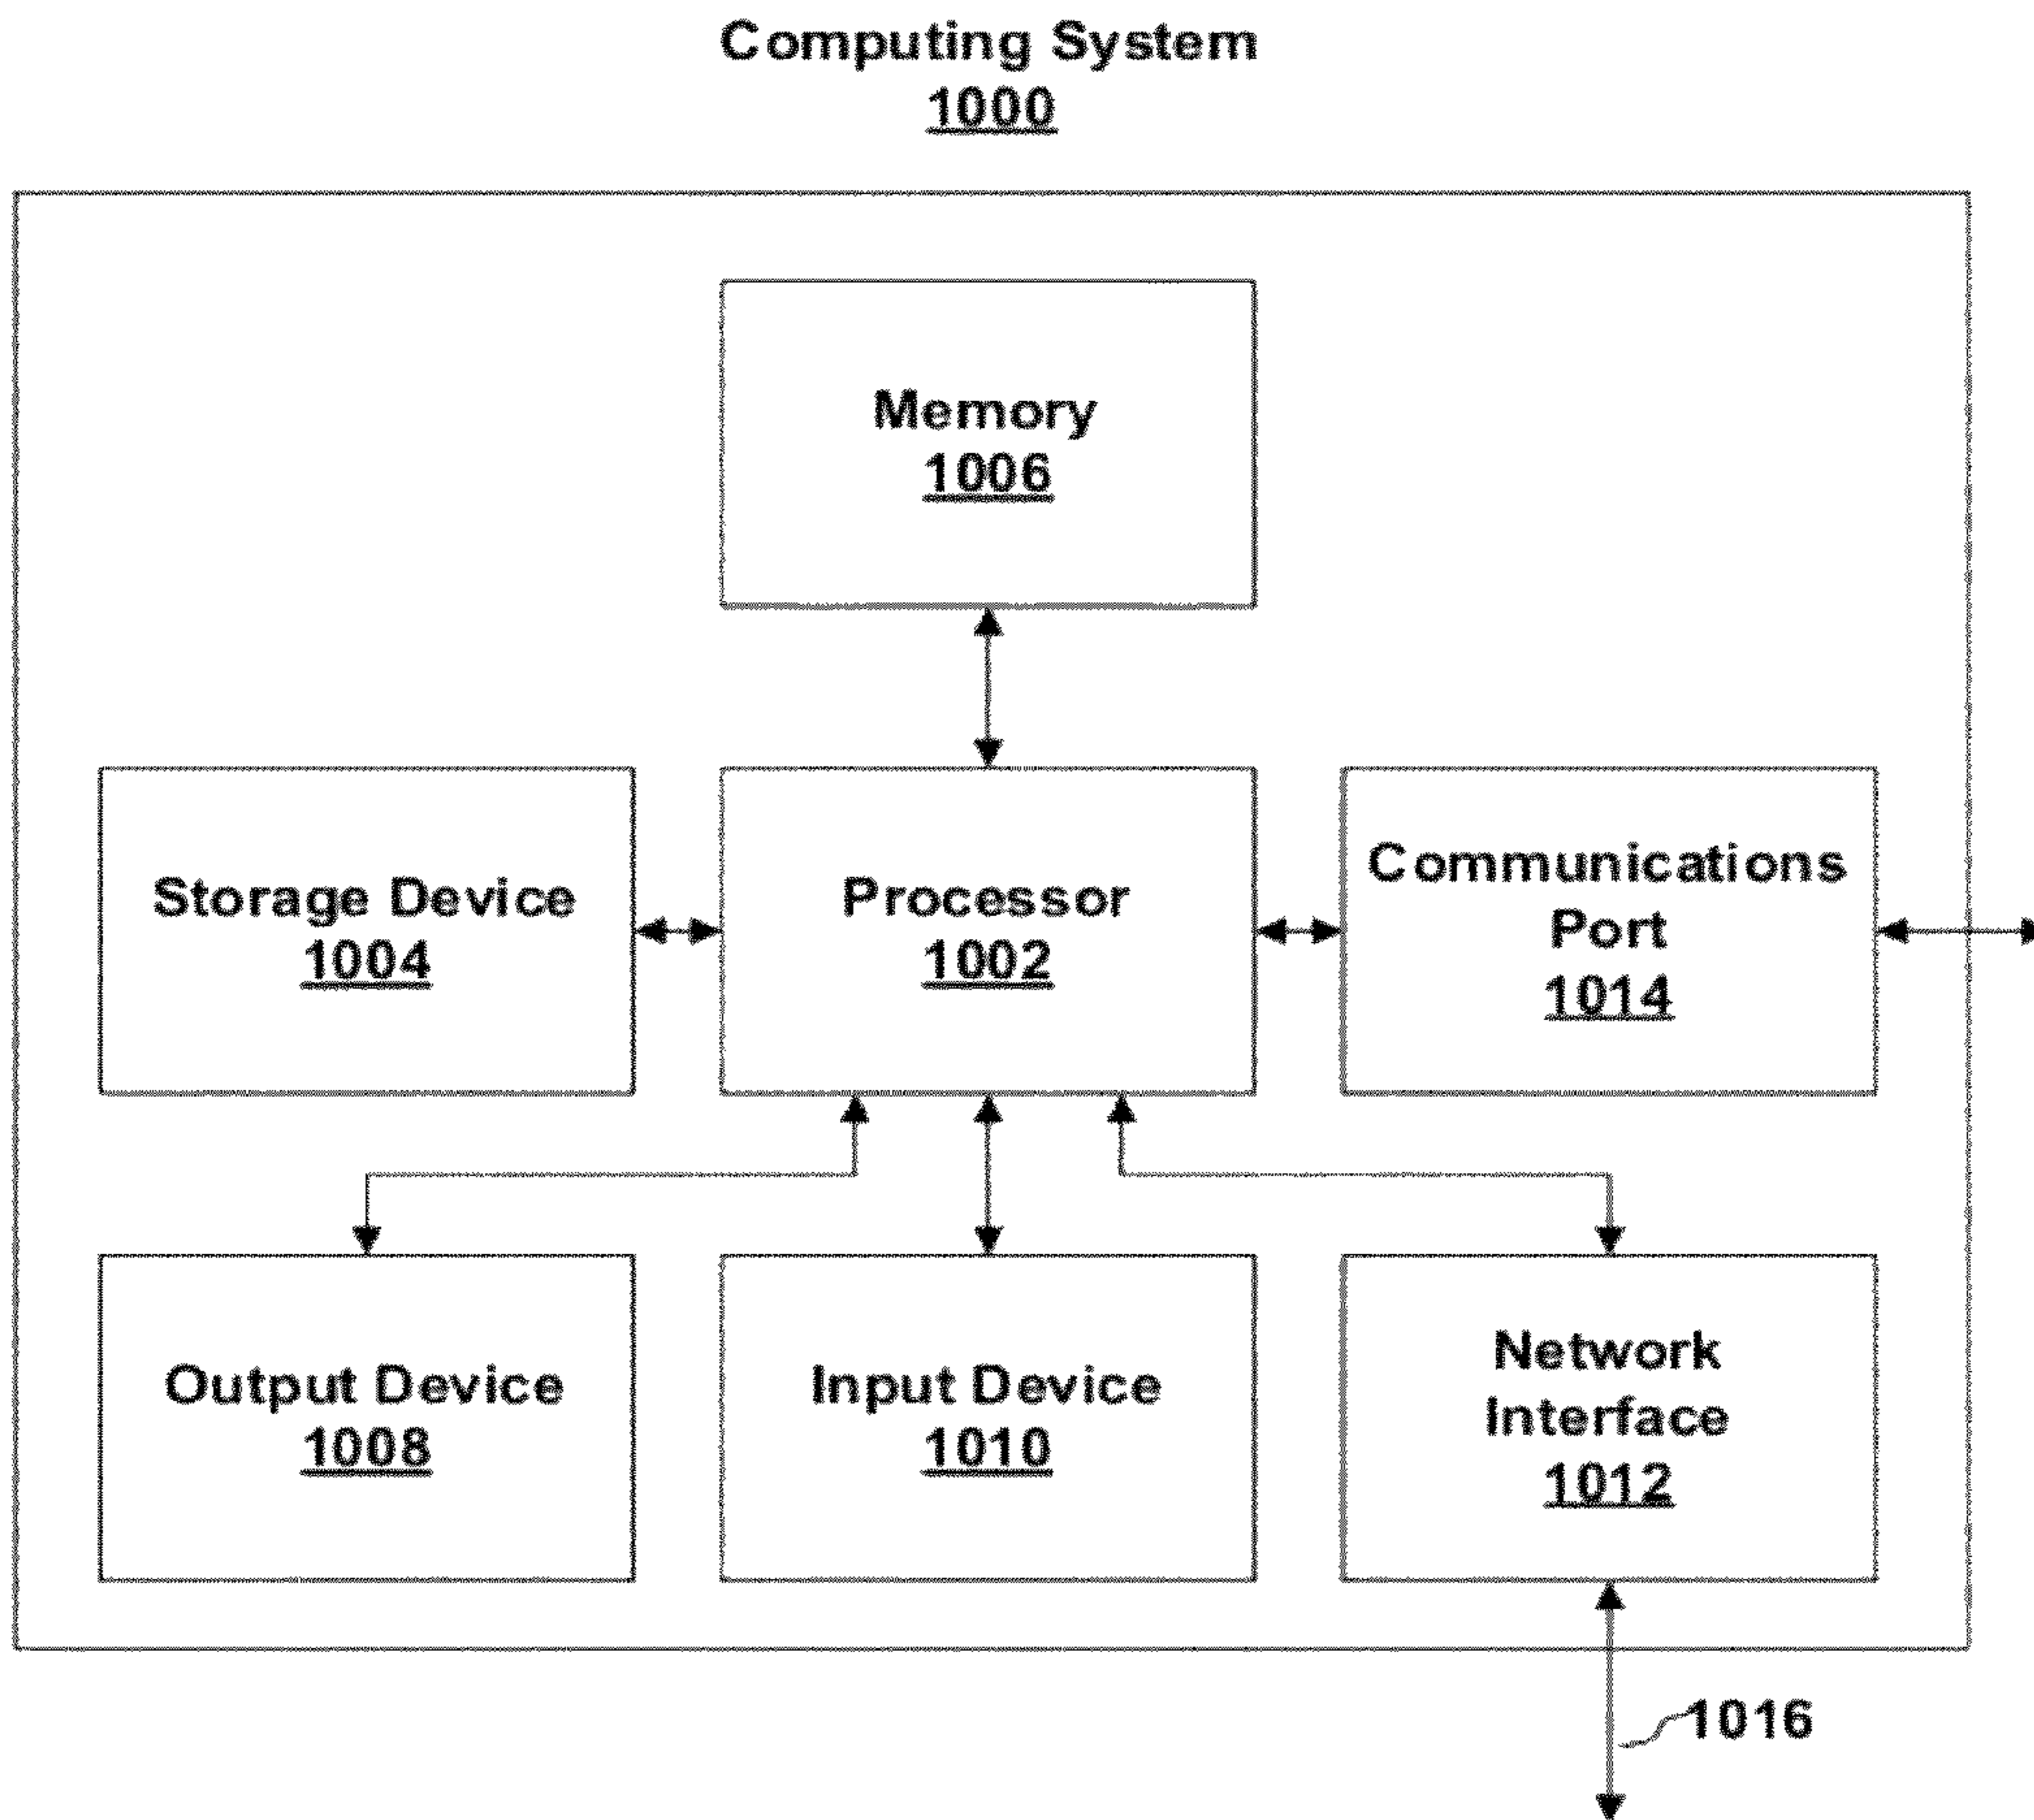 Computing System
1000
Memory
1006
Storage Device
1004
Processor
1002
Communications
Port
1014
Output Device
1008
Input Device
1010
Network
Interface
1012
1016